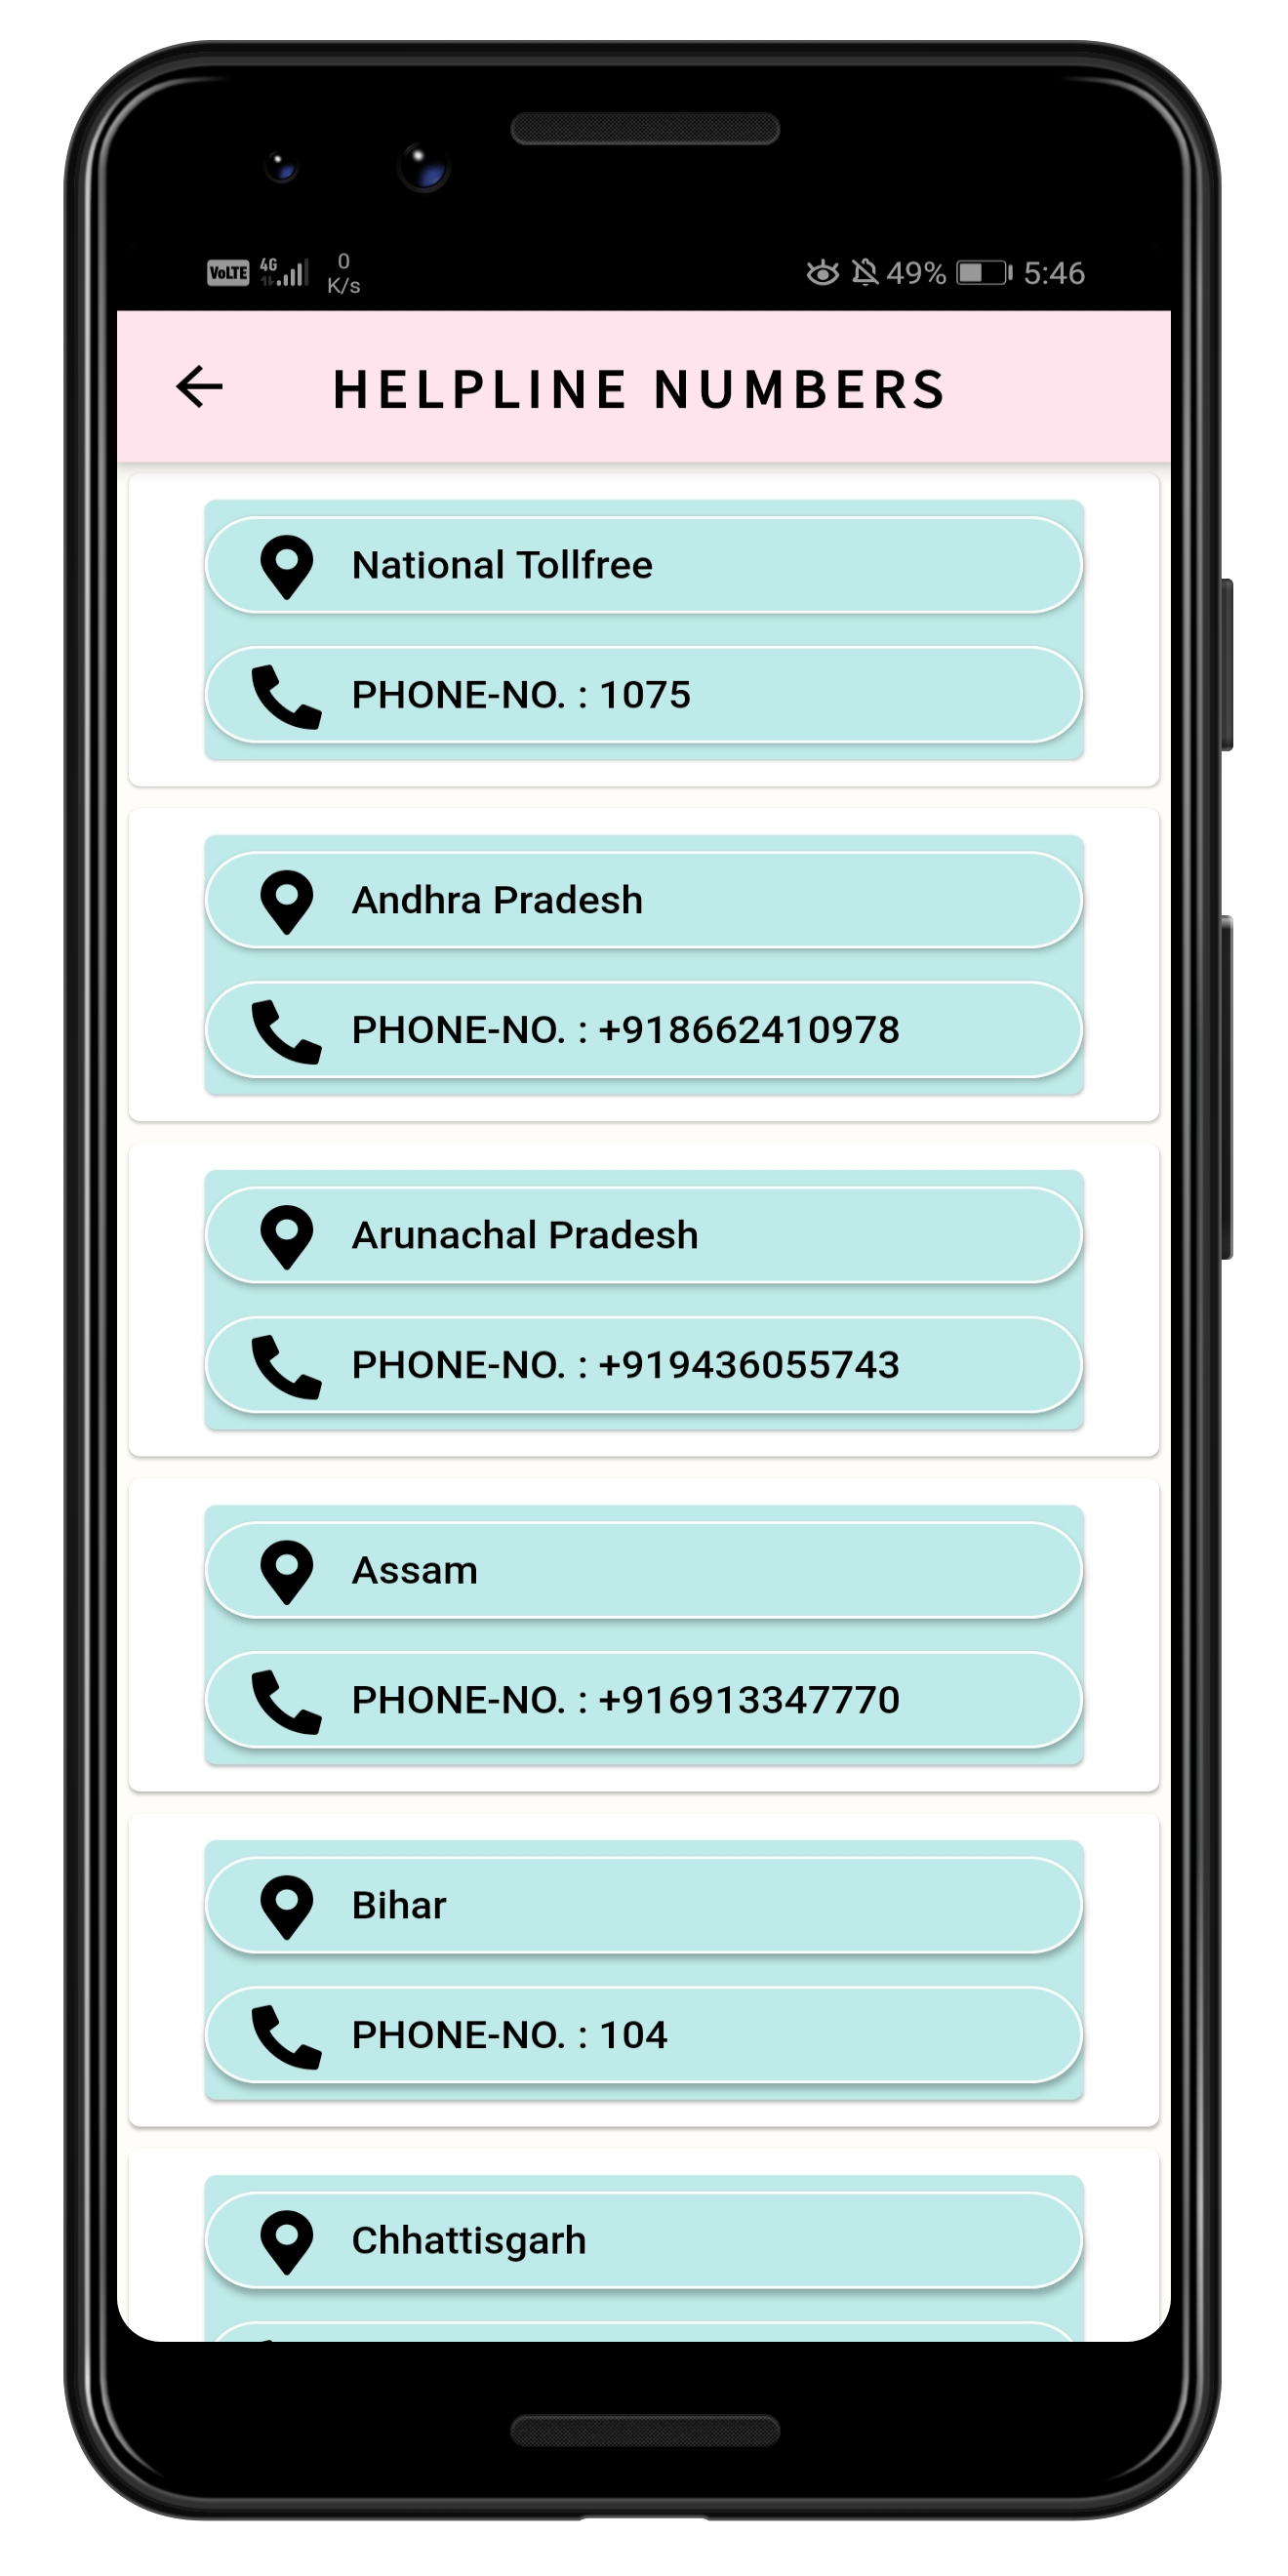 VoLTE 4G 0 K/s 49% 5:46
HELPLINE NUMBERS
National Tollfree
PHONE-NO. : 1075
Andhra Pradesh
PHONE-NO. : +918662410978
Arunachal Pradesh
PHONE-NO. : +919436055743
Assam
PHONE-NO. : +916913347770
Bihar
PHONE-NO. : 104
Chhattisgarh